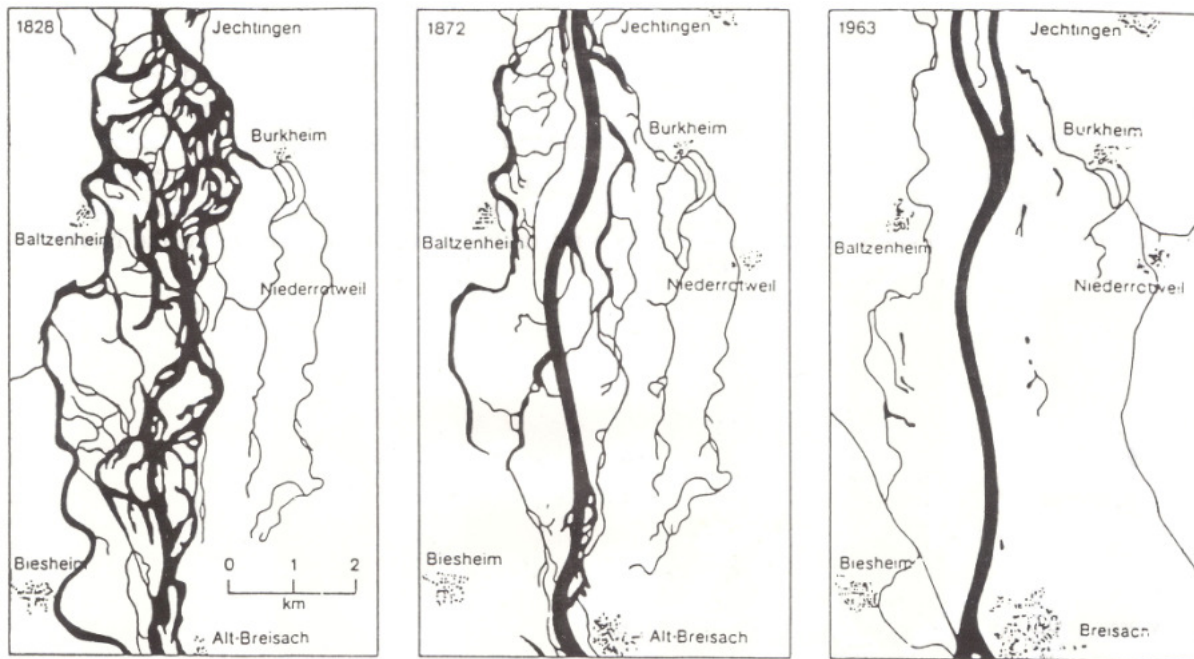 1828
Jechtingen
Burkheim
Baltzenheim
Niederrotweil
Biesheim
0 1 2
km
Alt-Breisach
1872
Jechtingen
Burkheim
Baltzenheim
Niederrotweil
Biesheim
Alt-Breisach
1963
Jechtingen
Burkheim
Baltzenheim
Niederrotweil
Biesheim
Breisach